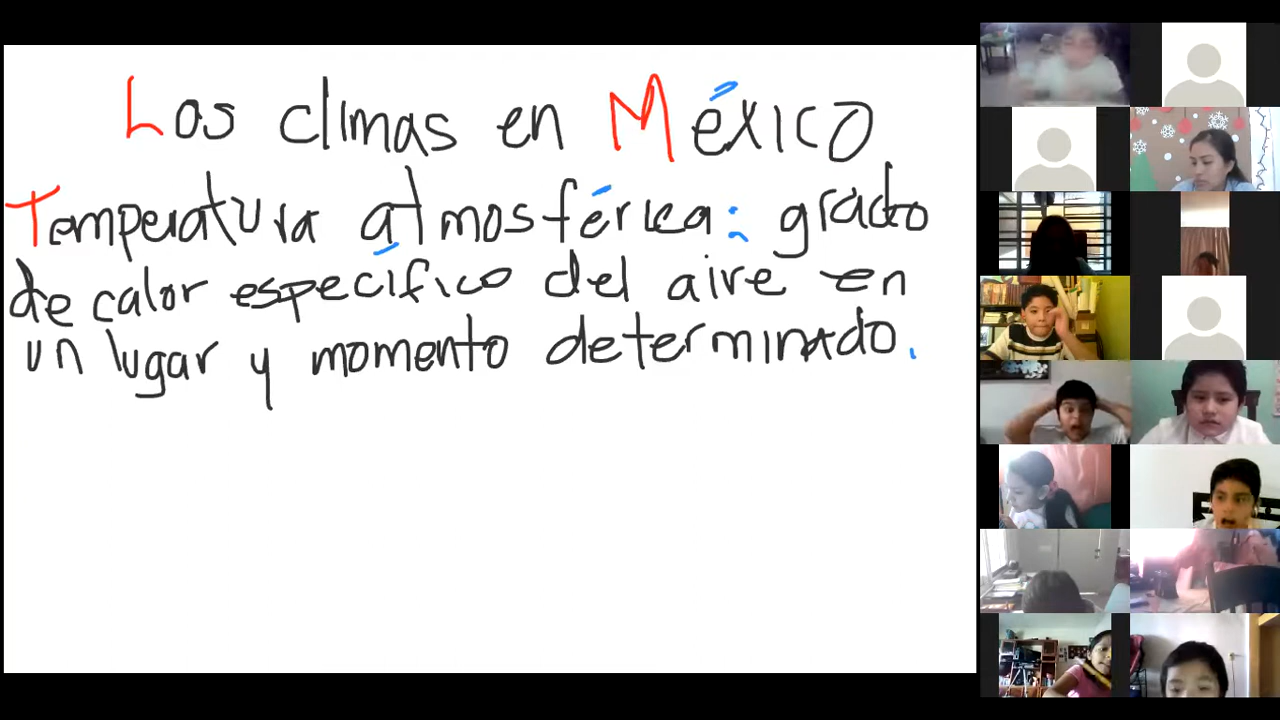 Los climas en México
Temperatura atmosférica: grado
de calor específico del aire en
un lugar y momento determinado.